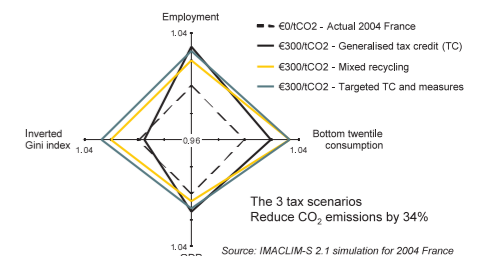 Employment
1.04
€0/tCO2 - Actual 2004 France
€300/tCO2 - Generalised tax credit (TC)
€300/tCO2 - Mixed recycling
€300/tCO2 - Targeted TC and measures
Inverted
Gini index
1.04
0.96
1.04
Bottom twentile
consumption
The 3 tax scenarios
Reduce CO2 emissions by 34%
1.04
GDP
Source: IMACLIM-S 2.1 simulation for 2004 France